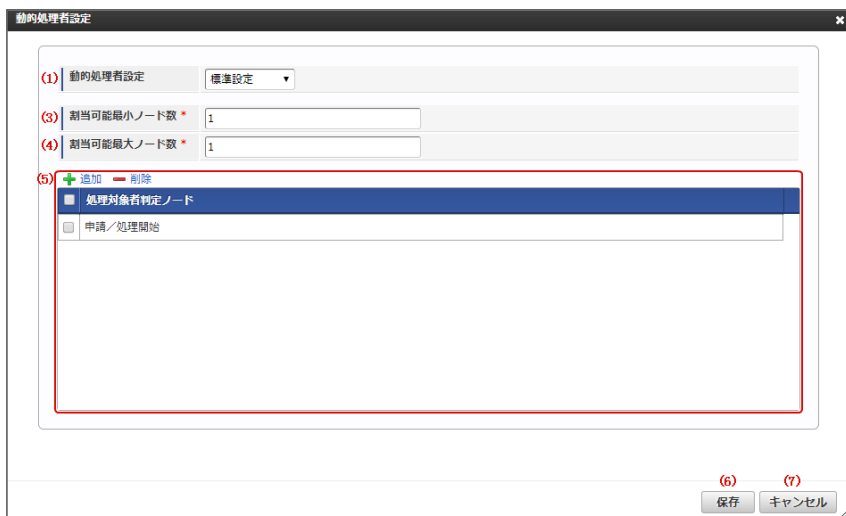 動的処理者設定
(1) 動的処理者設定 標準設定
(3) 割当可能最小ノード数 * 1
(4) 割当可能最大ノード数 * 1
(5) 追加 削除
処理対象者判定ノード
申請／処理開始
(6) (7)
保存 キャンセル